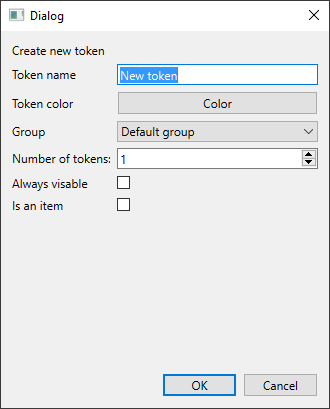 Dialog
Create new token
Token name New token
Token color Color
Group Default group
Number of tokens: 1
Always visable
Is an item
OK Cancel